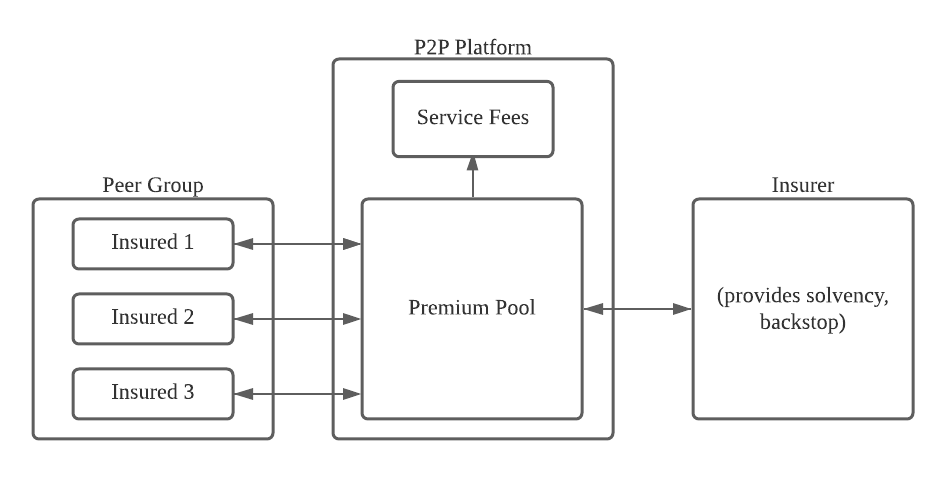 P2P Platform
Service Fees
Peer Group
Insured 1
Insured 2
Insured 3
Premium Pool
Insurer
(provides solvency,
backstop)